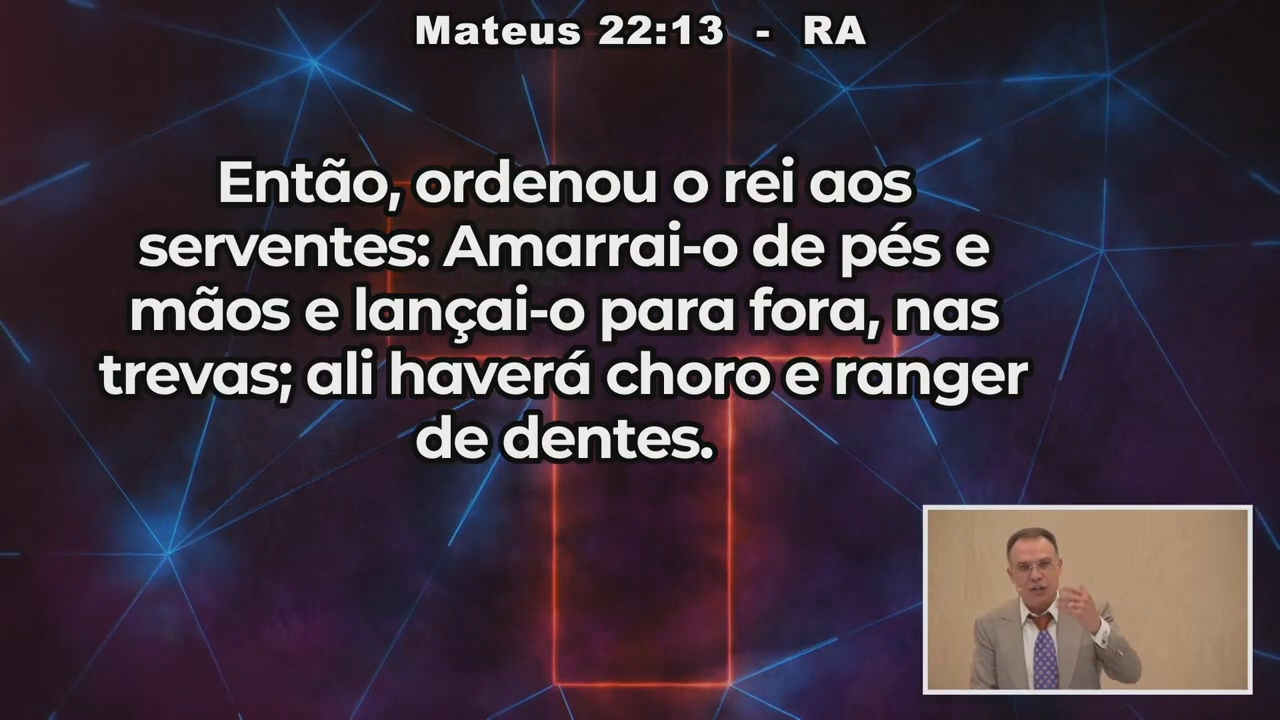 Mateus 22:13 - RA
Então, ordenou o rei aos
serventes: Amarrai-o de pés e
mãos e lançai-o para fora, nas
trevas; ali haverá choro e ranger
de dentes.